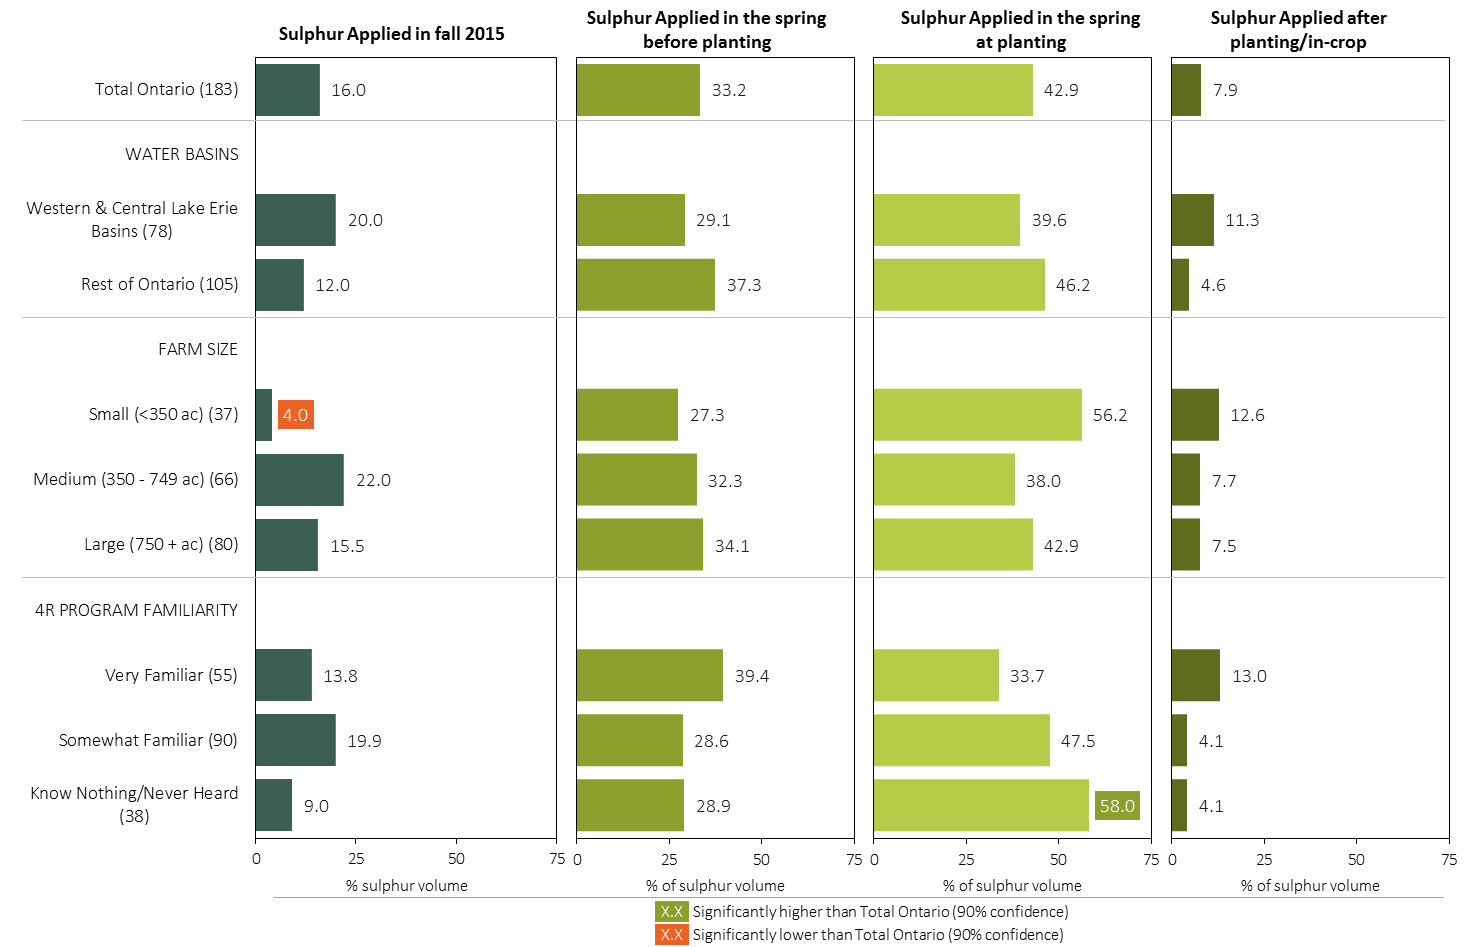 Sulphur Applied in fall 2015
Sulphur Applied in the spring
before planting
Sulphur Applied in the spring
at planting
Sulphur Applied after
planting/in-crop
Total Ontario (183)
16.0
33.2
42.9
7.9
WATER BASINS
Western & Central Lake Erie
Basins (78)
20.0
29.1
39.6
11.3
Rest of Ontario (105)
12.0
37.3
46.2
4.6
FARM SIZE
Small (<350 ac) (37)
4.0
27.3
56.2
12.6
Medium (350 - 749 ac) (66)
22.0
32.3
38.0
7.7
Large (750 + ac) (80)
15.5
34.1
42.9
7.5
4R PROGRAM FAMILIARITY
Very Familiar (55)
13.8
39.4
33.7
13.0
Somewhat Familiar (90)
19.9
28.6
47.5
4.1
Know Nothing/Never Heard
(38)
9.0
28.9
58.0
4.1
0 25 50 75
0 25 50 75
0 25 50 75
0 25 50 75
% sulphur volume
% of sulphur volume
% of sulphur volume
% of sulphur volume
X.X Significantly higher than Total Ontario (90% confidence)
X.X Significantly lower than Total Ontario (90% confidence)